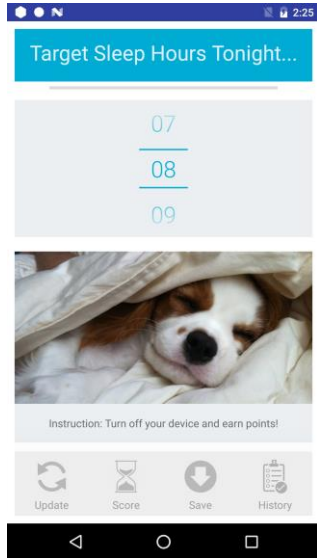 2:25
Target Sleep Hours Tonight...
07
08
09
Instruction: Turn off your device and earn points!
Update Score Save History